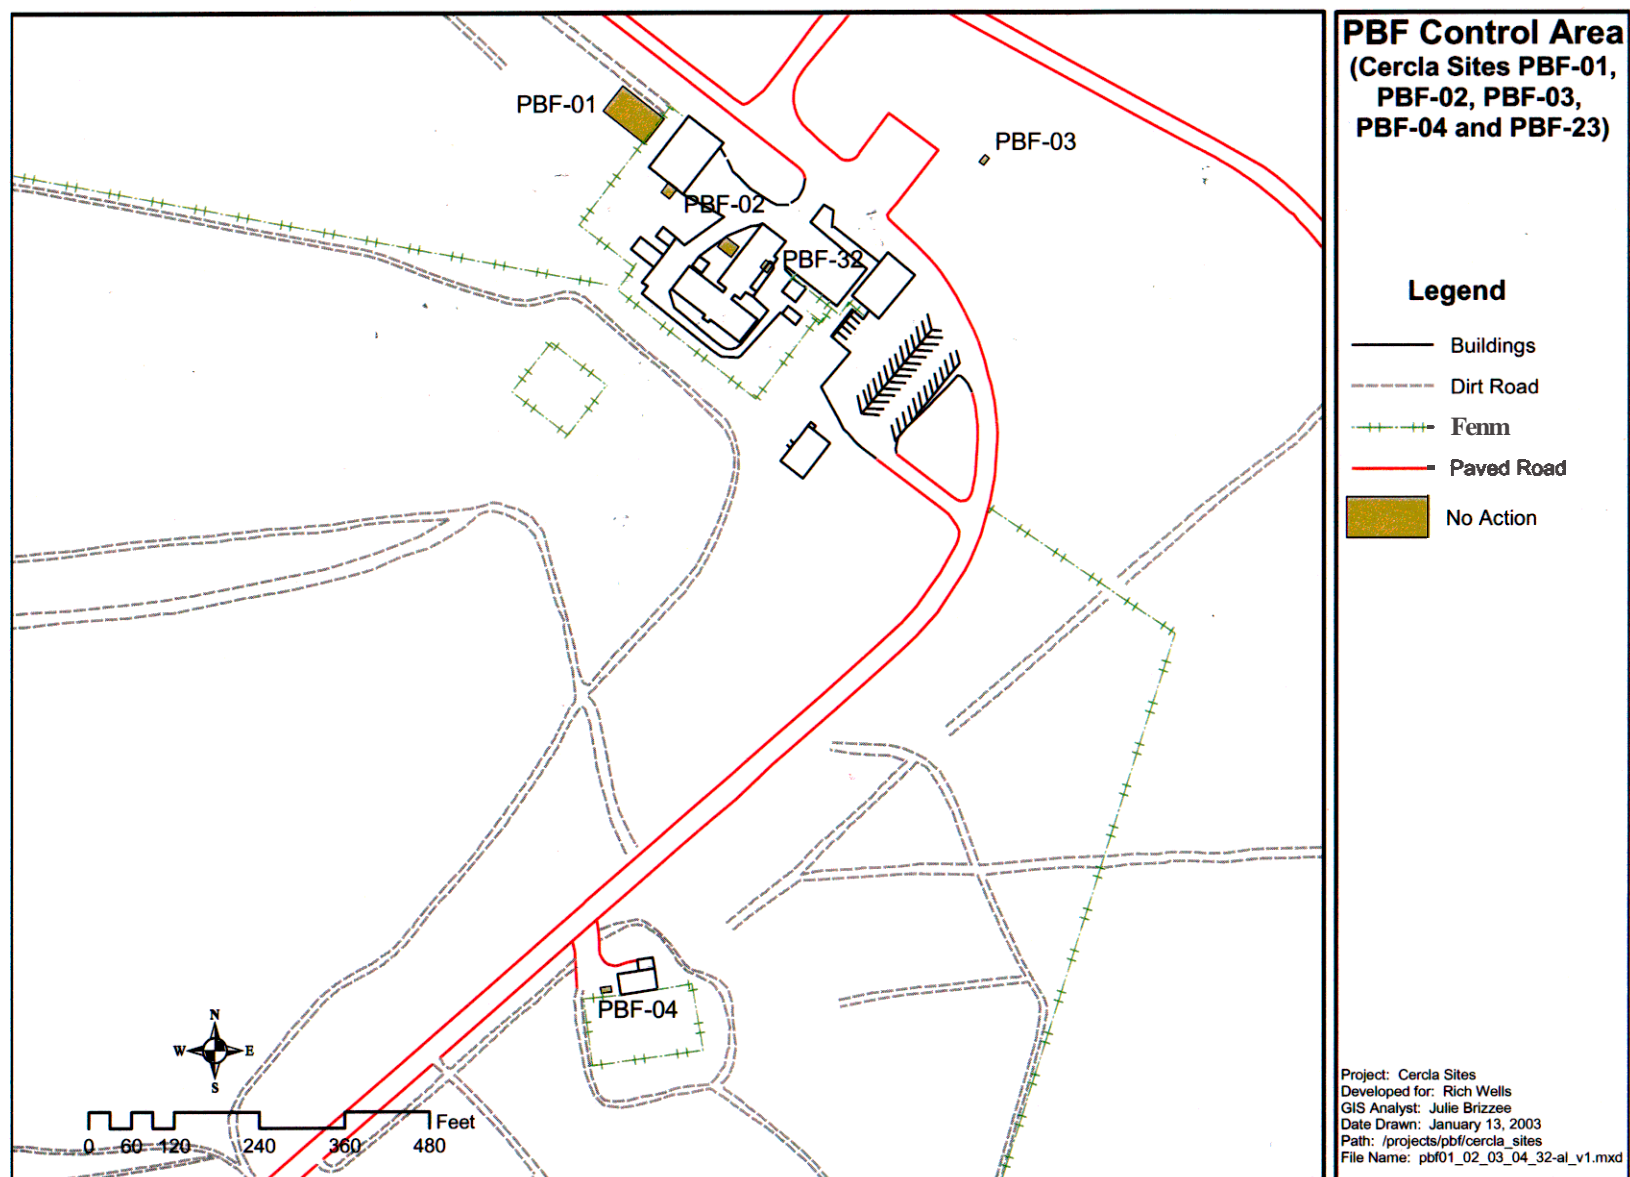 PBF Control Area
(Cercla Sites PBF-01,
PBF-02, PBF-03,
PBF-04 and PBF-23)
PBF-01
PBF-03
PBF-02
PBF-32
PBF-04
Legend
Buildings
Dirt Road
Fenm
Paved Road
No Action
N
W E
S
Feet
0 60 120 240 360 480
Project: Cercla Sites
Developed for: Rich Wells
GIS Analyst: Julie Brizzee
Date Drawn: January 13, 2003
Path: /projects/pbf/cercla_sites
File Name: pbf01_02_03_04_32-al_v1.mxd